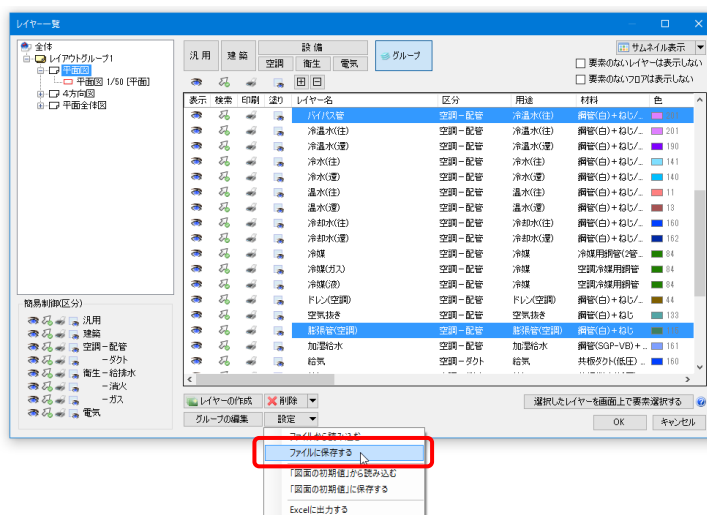 レイヤー一覧
全体
レイアウトグループ1
平面図
平面図 1/50 [平面]
4方向図
平面全体図
汎用 建築 設備 グループ
空調 衛生 電気
サムネイル表示
要素のないレイヤーは表示しない
要素のないフロアは表示しない
表示 検索 印刷 塗り レイヤー名 区分 用途 材料 色
バイパス管 空調-配管 冷温水(往) 鋼管(白)+ねじ/...
冷温水(往) 空調-配管 冷温水(往) 鋼管(白)+ねじ/... 201
冷温水(還) 空調-配管 冷温水(還) 鋼管(白)+ねじ/... 190
冷水(往) 空調-配管 冷水(往) 鋼管(白)+ねじ/... 141
冷水(還) 空調-配管 冷水(還) 鋼管(白)+ねじ/... 140
温水(往) 空調-配管 温水(往) 鋼管(白)+ねじ/... 11
温水(還) 空調-配管 温水(還) 鋼管(白)+ねじ/... 13
冷却水(往) 空調-配管 冷却水(往) 鋼管(白)+ねじ/... 160
冷却水(還) 空調-配管 冷却水(還) 鋼管(白)+ねじ/... 162
冷媒 空調-配管 冷媒 冷媒用銅管(2管... 84
冷媒(ガス) 空調-配管 冷媒 空調冷媒用銅管 84
冷媒(液) 空調-配管 冷媒 空調冷媒用銅管 84
ドレン(空調) 空調-配管 ドレン(空調) 鋼管(白)+ねじ/... 44
空気抜き 空調-配管 空気抜き 鋼管(白)+ねじ 133
膨張管(空調) 空調-配管 膨張管(空調) 鋼管(白)+ねじ
加湿給水 空調-配管 加湿給水 鋼管(SGP-VB)+... 161
給気 空調-ダクト 給気 共板ダクト(低圧)... 160
簡易制御(区分)
汎用
建築
空調-配管
-ダクト
衛生-給排水
-消火
-ガス
電気
レイヤーの作成 削除
選択したレイヤーを画面上で要素選択する
グループの編集 設定
OK キャンセル
ファイルから読み込む
ファイルに保存する
「図面の初期値」から読み込む
「図面の初期値」に保存する
Excelに出力する